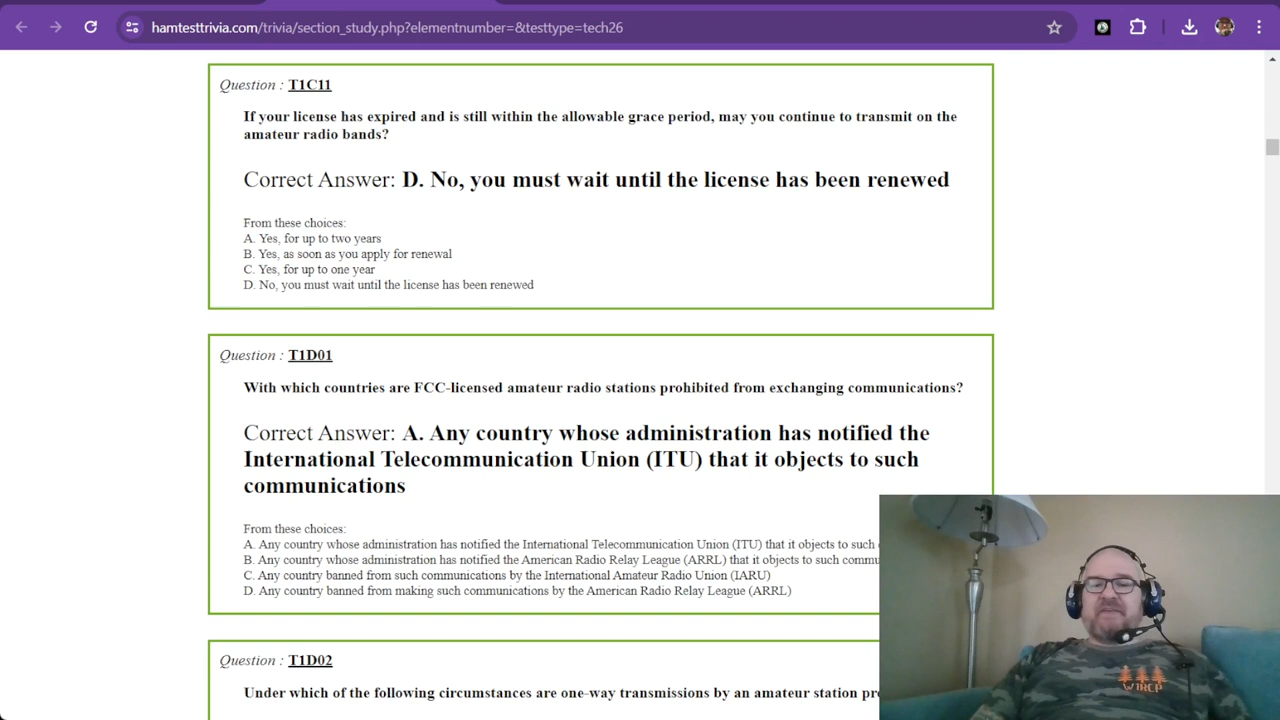 hamtesttrivia.com/trivia/section_study.php?elementnumber=&testtype=tech26
Question : T1C11
If your license has expired and is still within the allowable grace period, may you continue to transmit on the
amateur radio bands?
Correct Answer: D. No, you must wait until the license has been renewed
From these choices:
A. Yes, for up to two years
B. Yes, as soon as you apply for renewal
C. Yes, for up to one year
D. No, you must wait until the license has been renewed
Question : T1D01
With which countries are FCC-licensed amateur radio stations prohibited from exchanging communications?
Correct Answer: A. Any country whose administration has notified the
International Telecommunication Union (ITU) that it objects to such
communications
From these choices:
A. Any country whose administration has notified the International Telecommunication Union (ITU) that it objects to such
B. Any country whose administration has notified the American Radio Relay League (ARRL) that it objects to such commu
C. Any country banned from such communications by the International Amateur Radio Union (IARU)
D. Any country banned from making such communications by the American Radio Relay League (ARRL)
Question : T1D02
Under which of the following circumstances are one-way transmissions by an amateur station pr
W1RCP